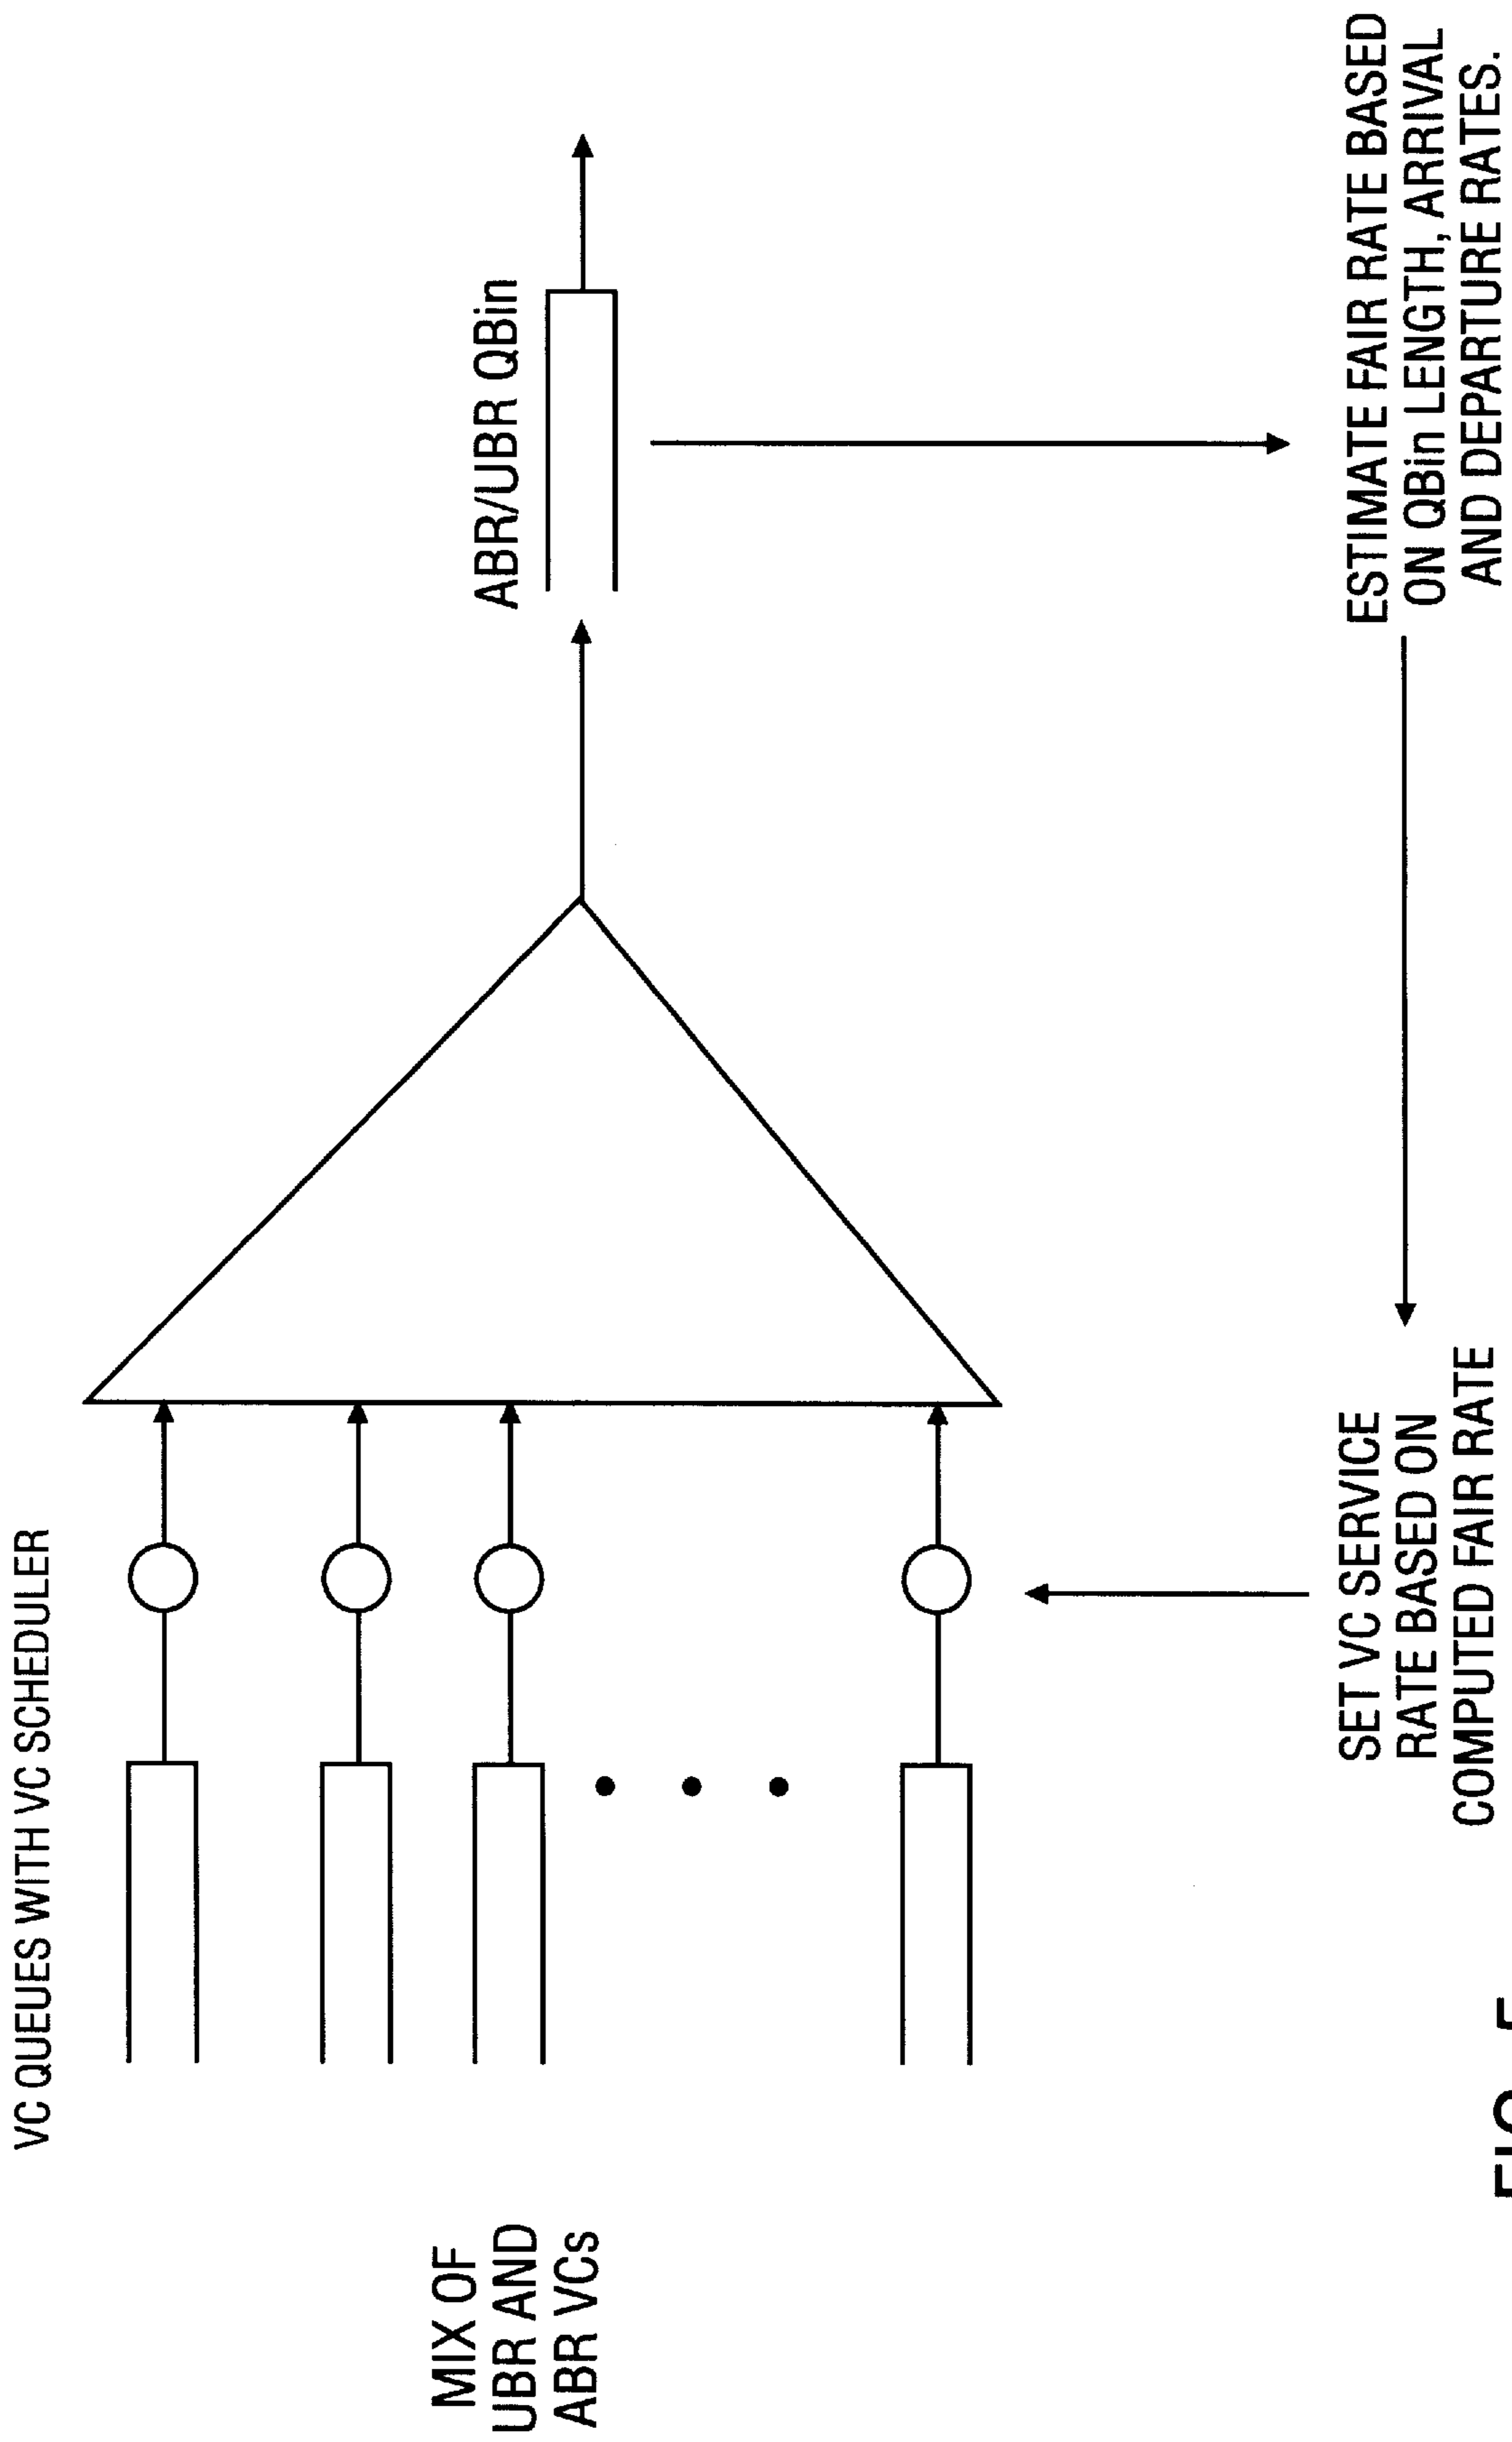 VC QUEUES WITH VC SCHEDULER
MIX OF
UBR AND
ABR VCs
ABR/UBR QBin
ESTIMATE FAIR RATE BASED
ON QBin LENGTH, ARRIVAL
AND DEPARTURE RATES.
SET VC SERVICE
RATE BASED ON
COMPUTED FAIR RATE